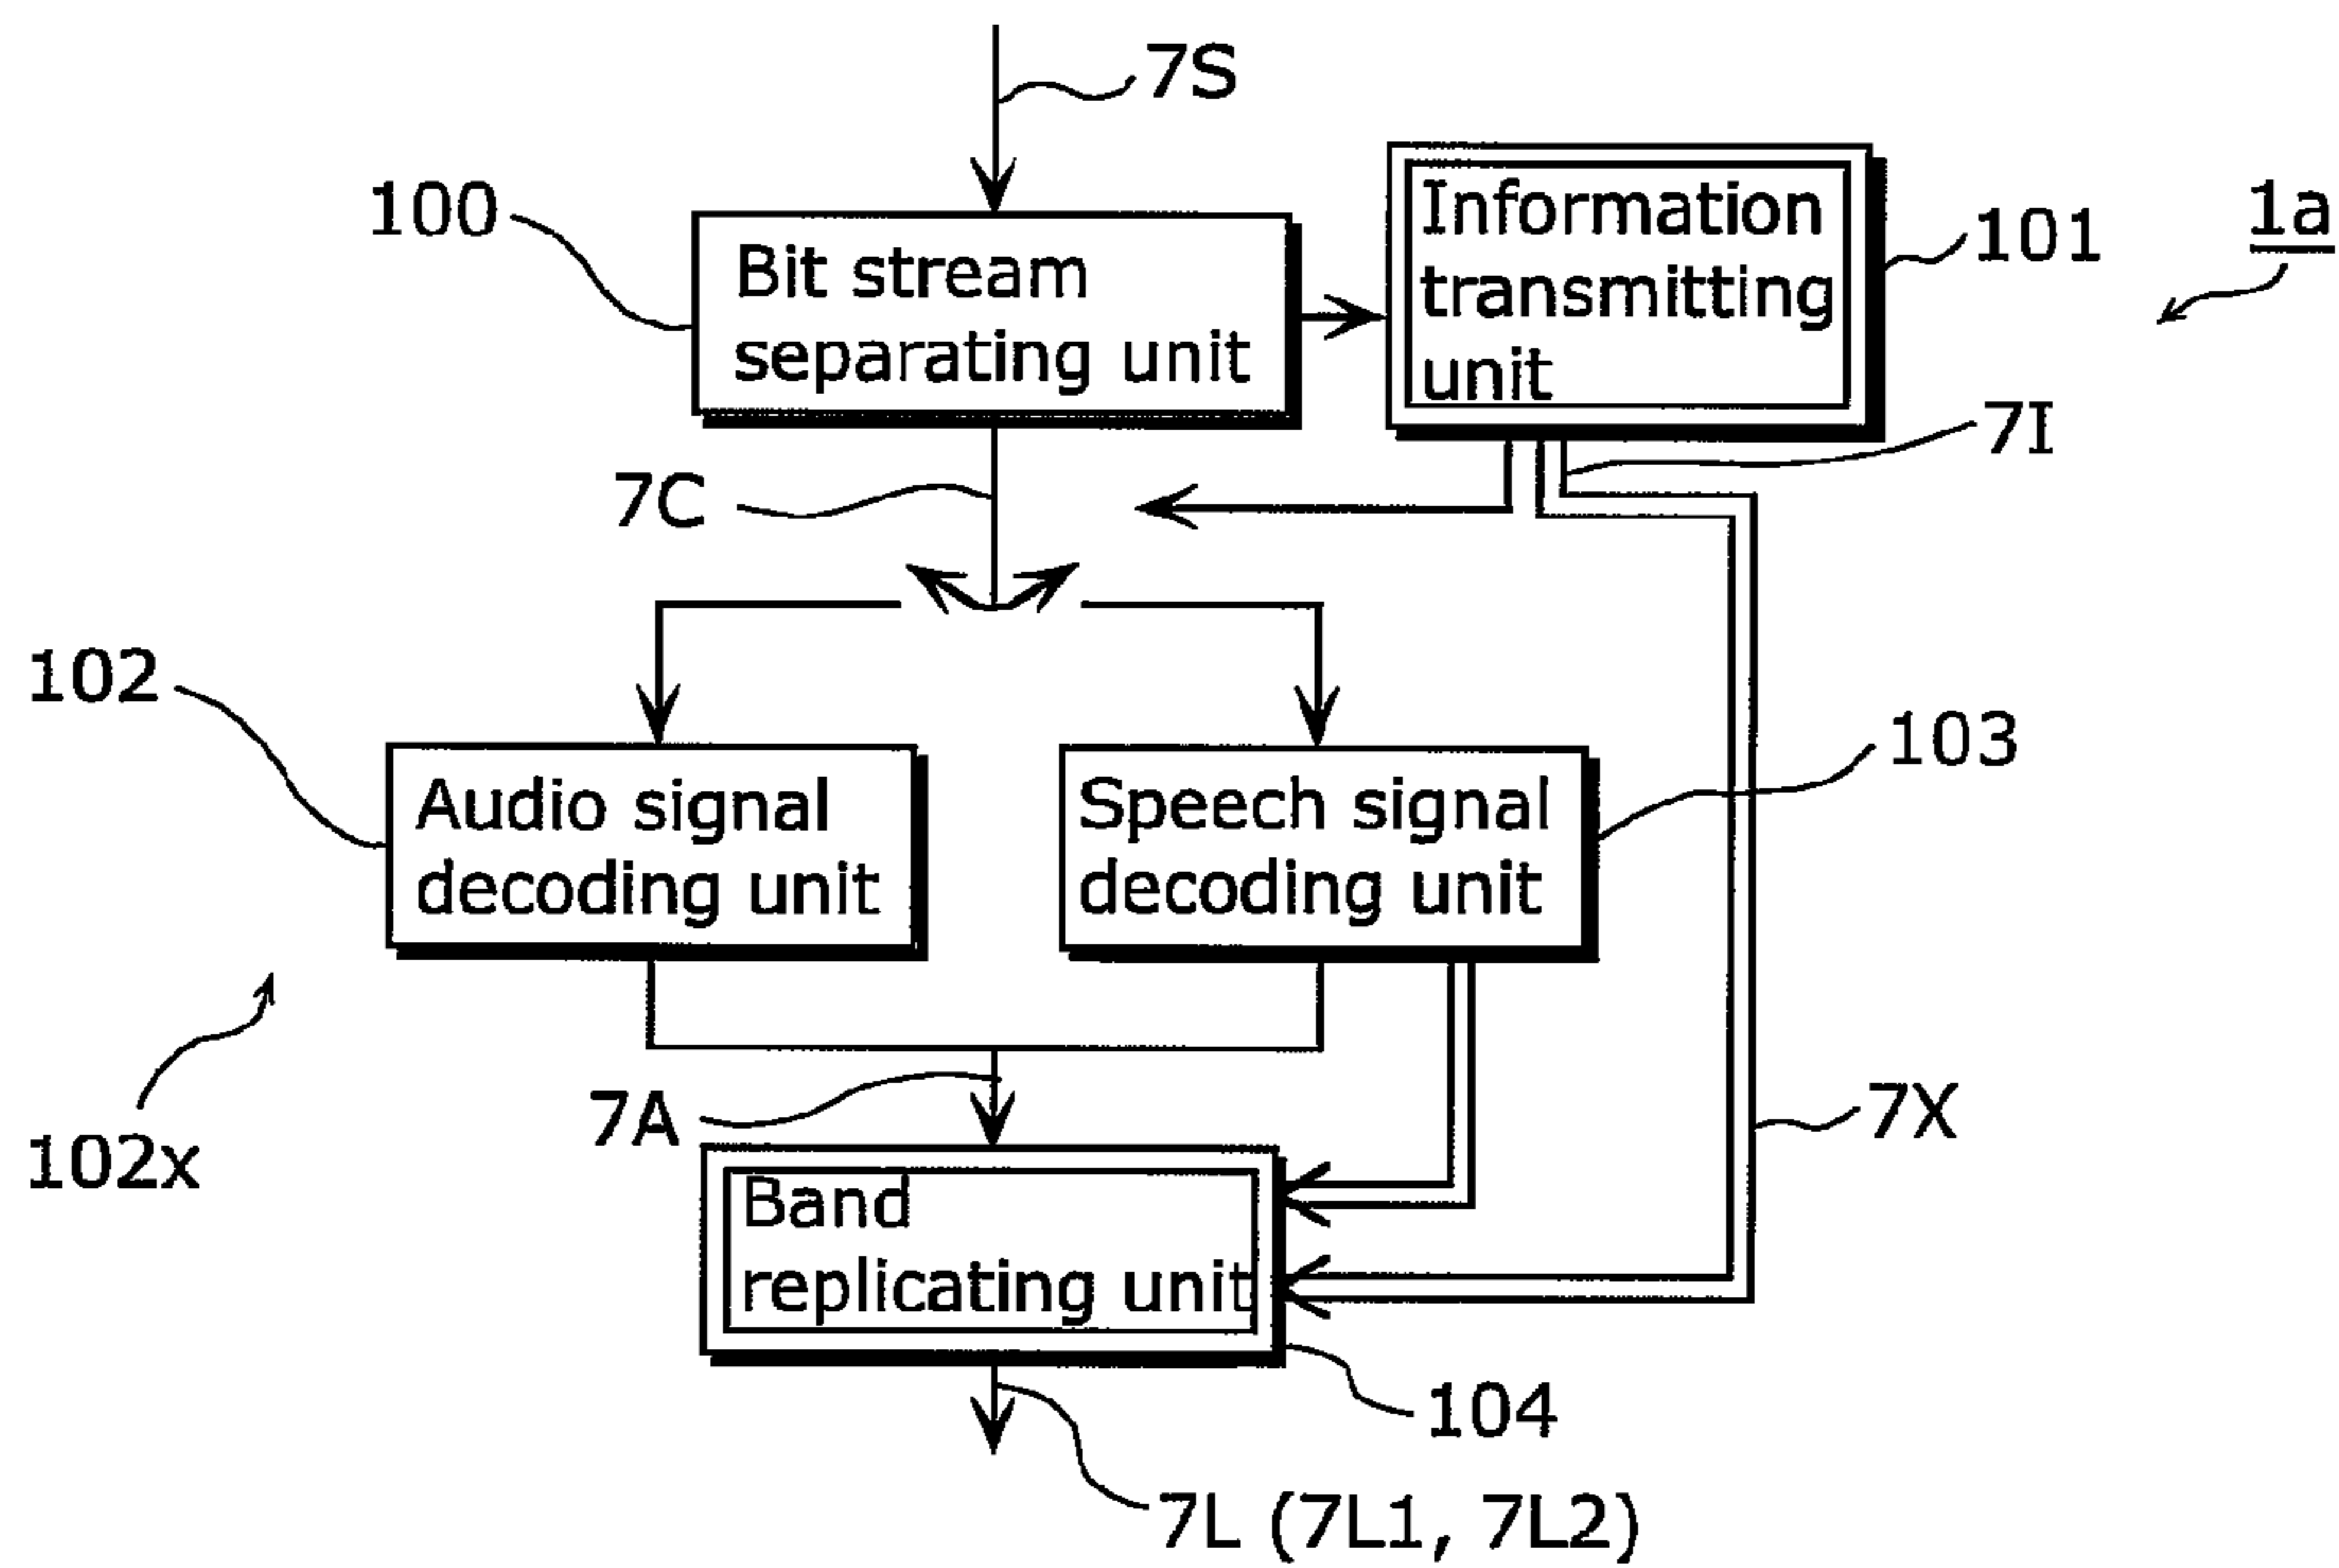 7S
100
Bit stream
separating unit
Information
transmitting
unit
101
1a
7I
7C
102
Audio signal
decoding unit
Speech signal
decoding unit
103
7A
102x
7X
Band
replicating unit
104
7L (7L1, 7L2)